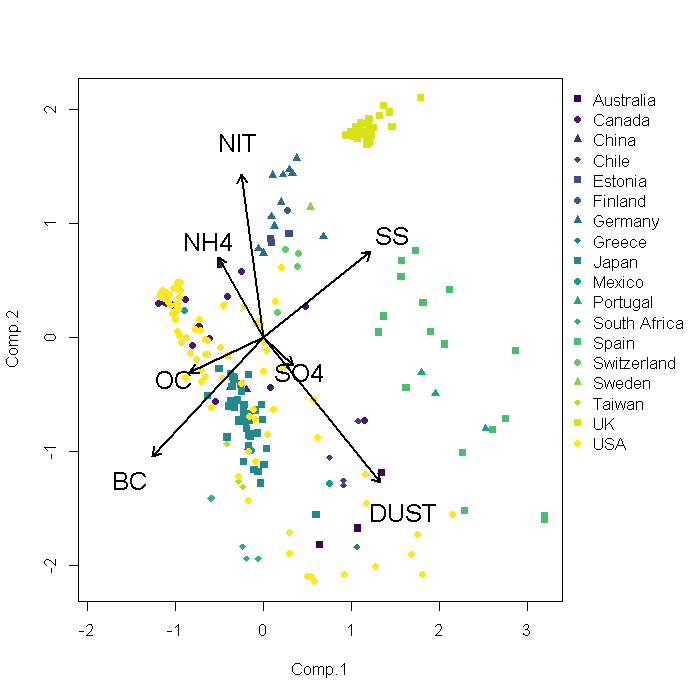 Australia
Canada
China
Chile
Estonia
Finland
Germany
Greece
Japan
Mexico
Portugal
South Africa
Spain
Switzerland
Sweden
Taiwan
UK
USA
NIT
NH4
SS
OC
SO4
BC
DUST
2
1
0
-1
-2
Comp.2
-2 -1 0 1 2 3
Comp.1